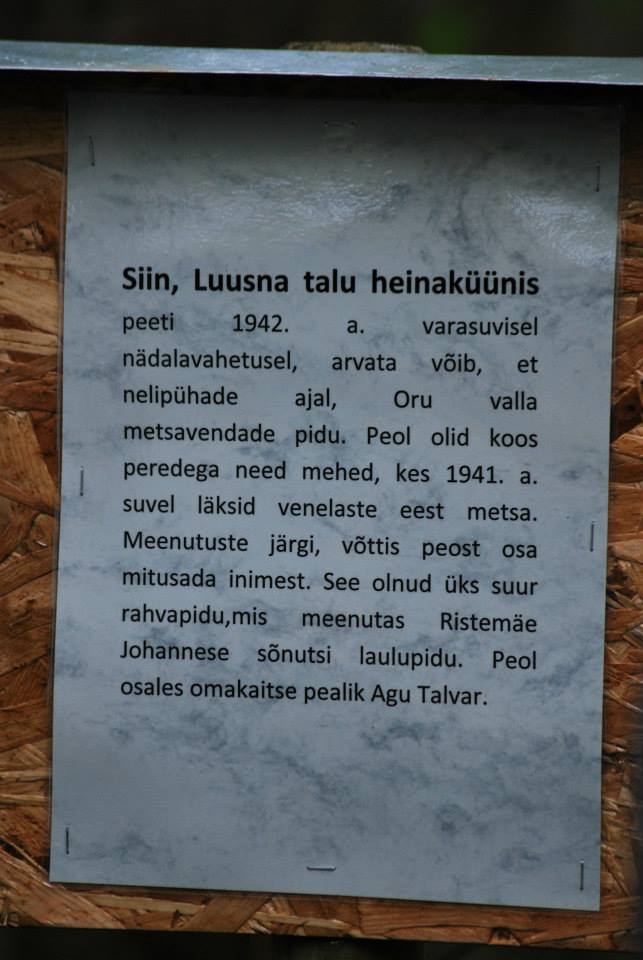 Siin, Luusna talu heinaküünis
peeti 1942. a. varasuvisel
nädalavahetusel, arvata võib, et
nelipühade ajal, Oru valla
metsavendade pidu. Peol olid koos
peredega need mehed, kes 1941. a.
suvel läksid venelaste eest metsa.
Meenutuste järgi, võttis peost osa
mitusada inimest. See olnud üks suur
rahvapidu,mis meenutas Ristemäe
Johannese sõnutsi laulupidu. Peol
osales omakaitse pealik Agu Talvar.